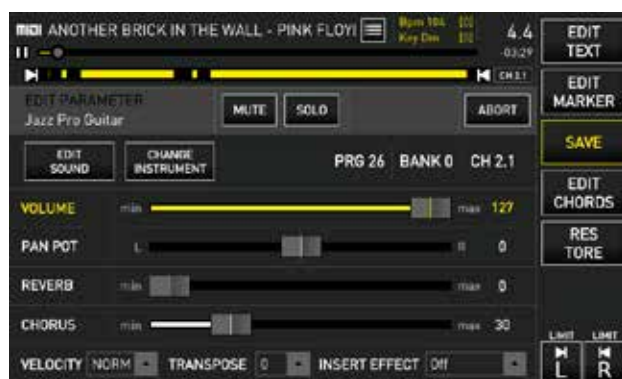 MIDI ANOTHER BRICK IN THE WALL - PINK FLOYI
Bpm 104
Key Dm
4.4
-03:29
CH2.1
EDIT PARAMETER
Jazz Pro Guitar
MUTE
SOLO
ABORT
EDIT SOUND
CHANGE INSTRUMENT
PRG 26 BANK 0 CH 2.1
VOLUME min max 127
PAN POT L R 0
REVERB min max 0
CHORUS min max 30
VELOCITY NORM TRANSPOSE 0 INSERT EFFECT Off
EDIT
TEXT
EDIT
MARKER
SAVE
EDIT
CHORDS
RES
TORE
LIMIT LIMIT
L R